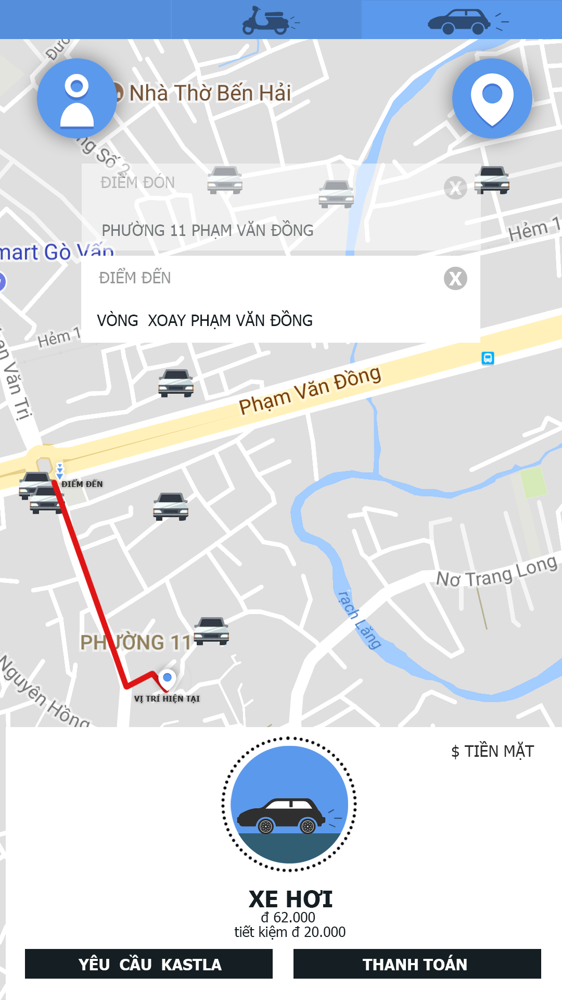 Đườ
Nhà Thờ Bến Hải
ng Số 2
ĐIỂM ĐÓN
X
PHƯỜNG 11 PHẠM VĂN ĐỒNG
Hẻm 1
mart Gò Vấp
ĐIỂM ĐẾN
X
VÒNG XOAY PHẠM VĂN ĐỒNG
Hẻm 1
an Văn Trị
Phạm Văn Đồng
ĐIỂM ĐẾN
Nơ Trang Long
rạch Lăng
PHƯỜNG 11
Nguyên Hồng
VỊ TRÍ HIỆN TẠI
$ TIỀN MẶT
XE HƠI
đ 62.000
tiết kiệm đ 20.000
YÊU CẦU KASTLA
THANH TOÁN